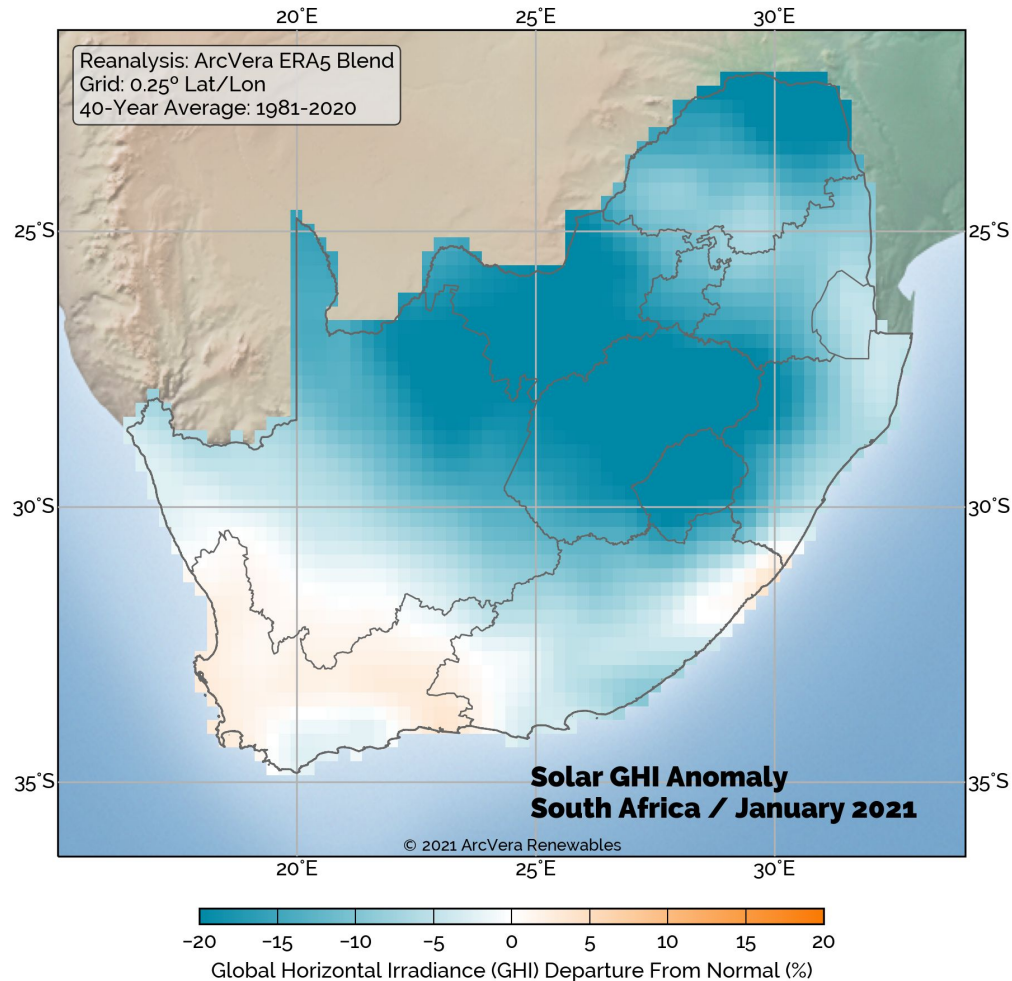 20°E 25°E 30°E
Reanalysis: ArcVera ERA5 Blend
Grid: 0.25º Lat/Lon
40-Year Average: 1981-2020
25°S 25°S
30°S 30°S
35°S 35°S
Solar GHI Anomaly
South Africa / January 2021
© 2021 ArcVera Renewables
20°E 25°E 30°E
−20 −15 −10 −5 0 5 10 15 20
Global Horizontal Irradiance (GHI) Departure From Normal (%)